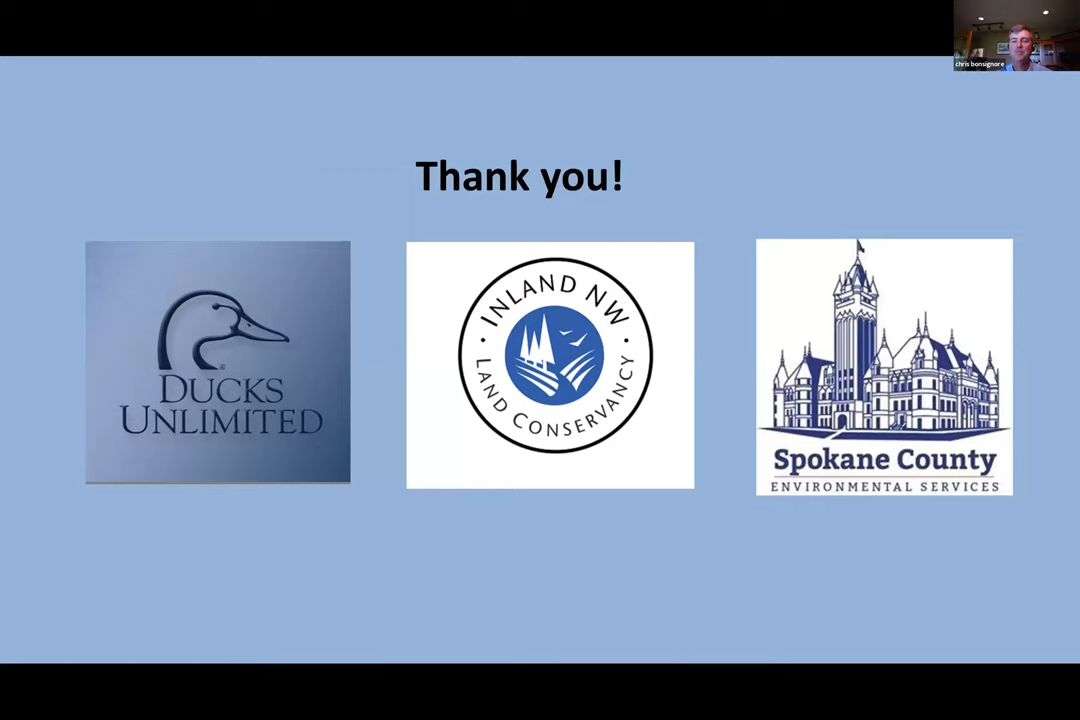 chris bonsignore
Thank you!
DUCKS
UNLIMITED
®
· INLAND NW ·
LAND CONSERVANCY
Spokane County
ENVIRONMENTAL SERVICES